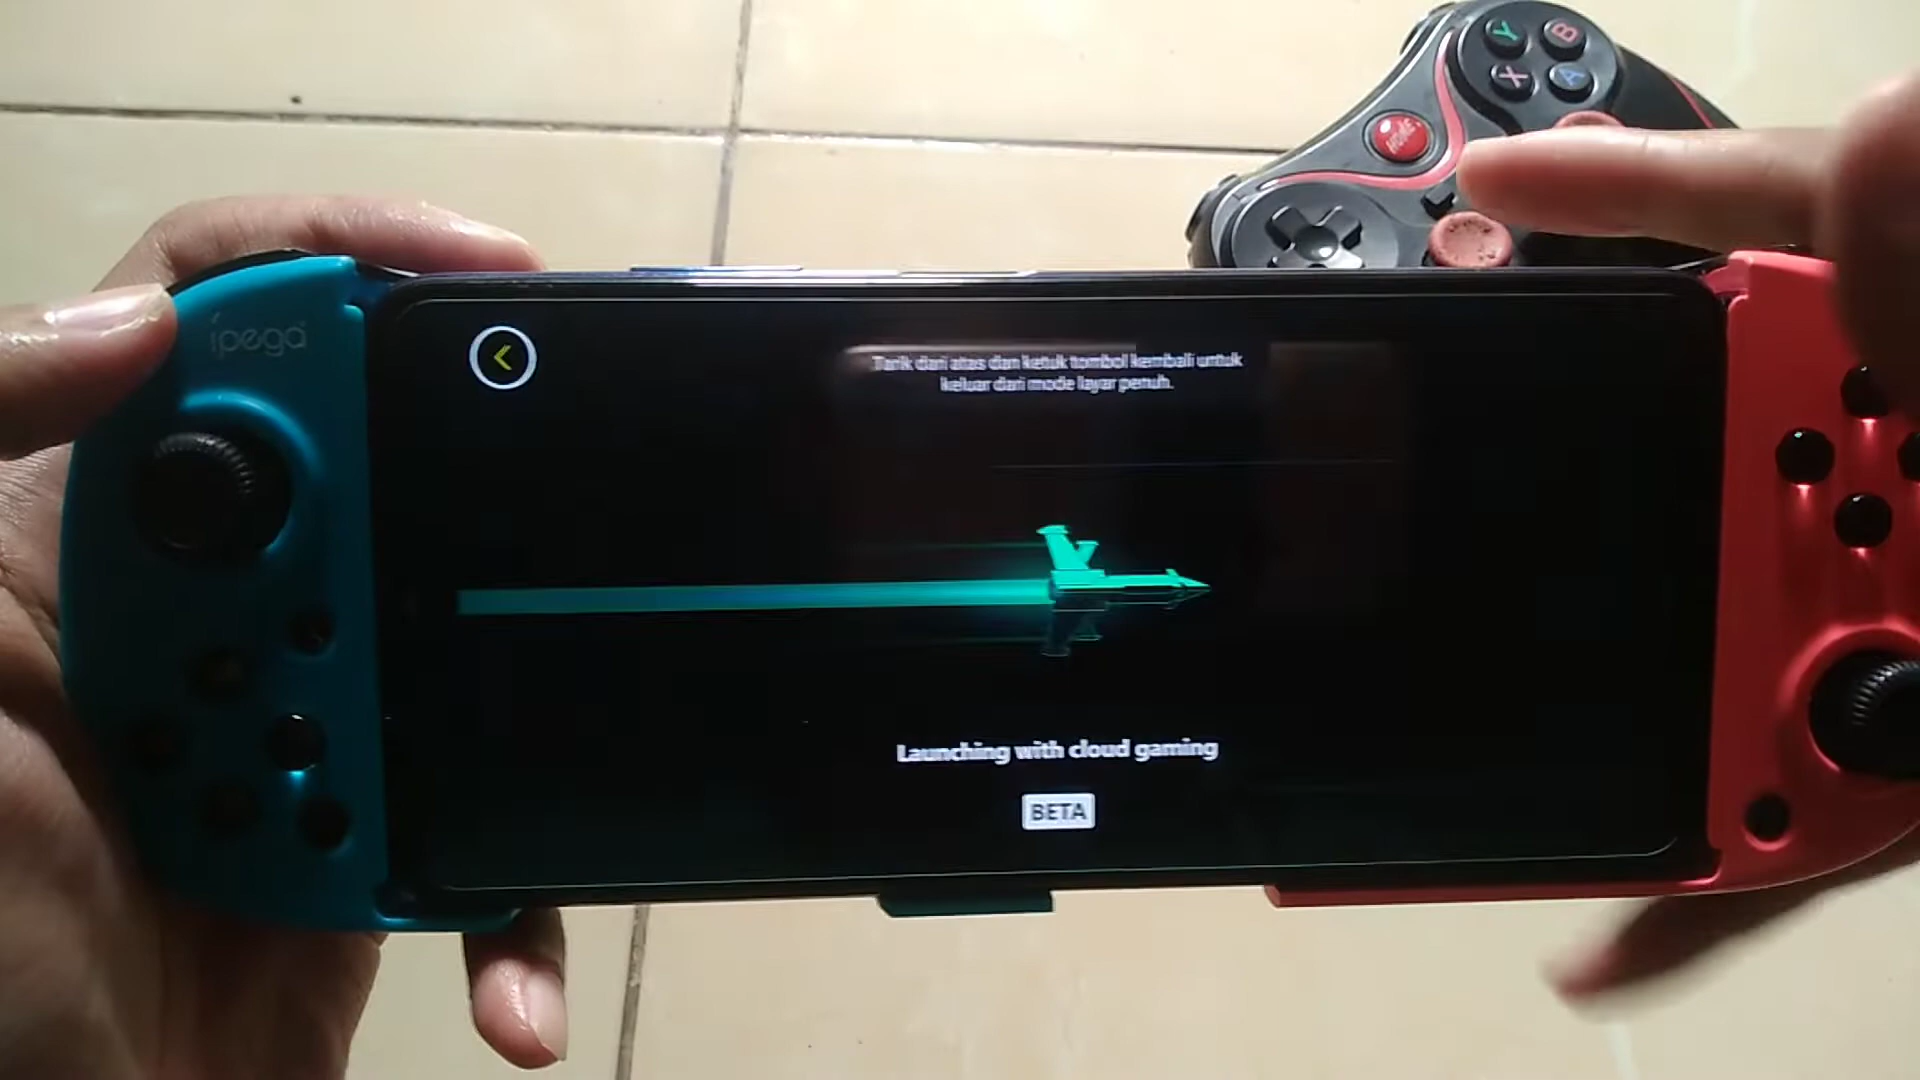 Y
B
X
A
HOME
ipega
Tarik dari atas dan ketuk tombol kembali untuk
keluar dari mode layar penuh.
Launching with cloud gaming
BETA